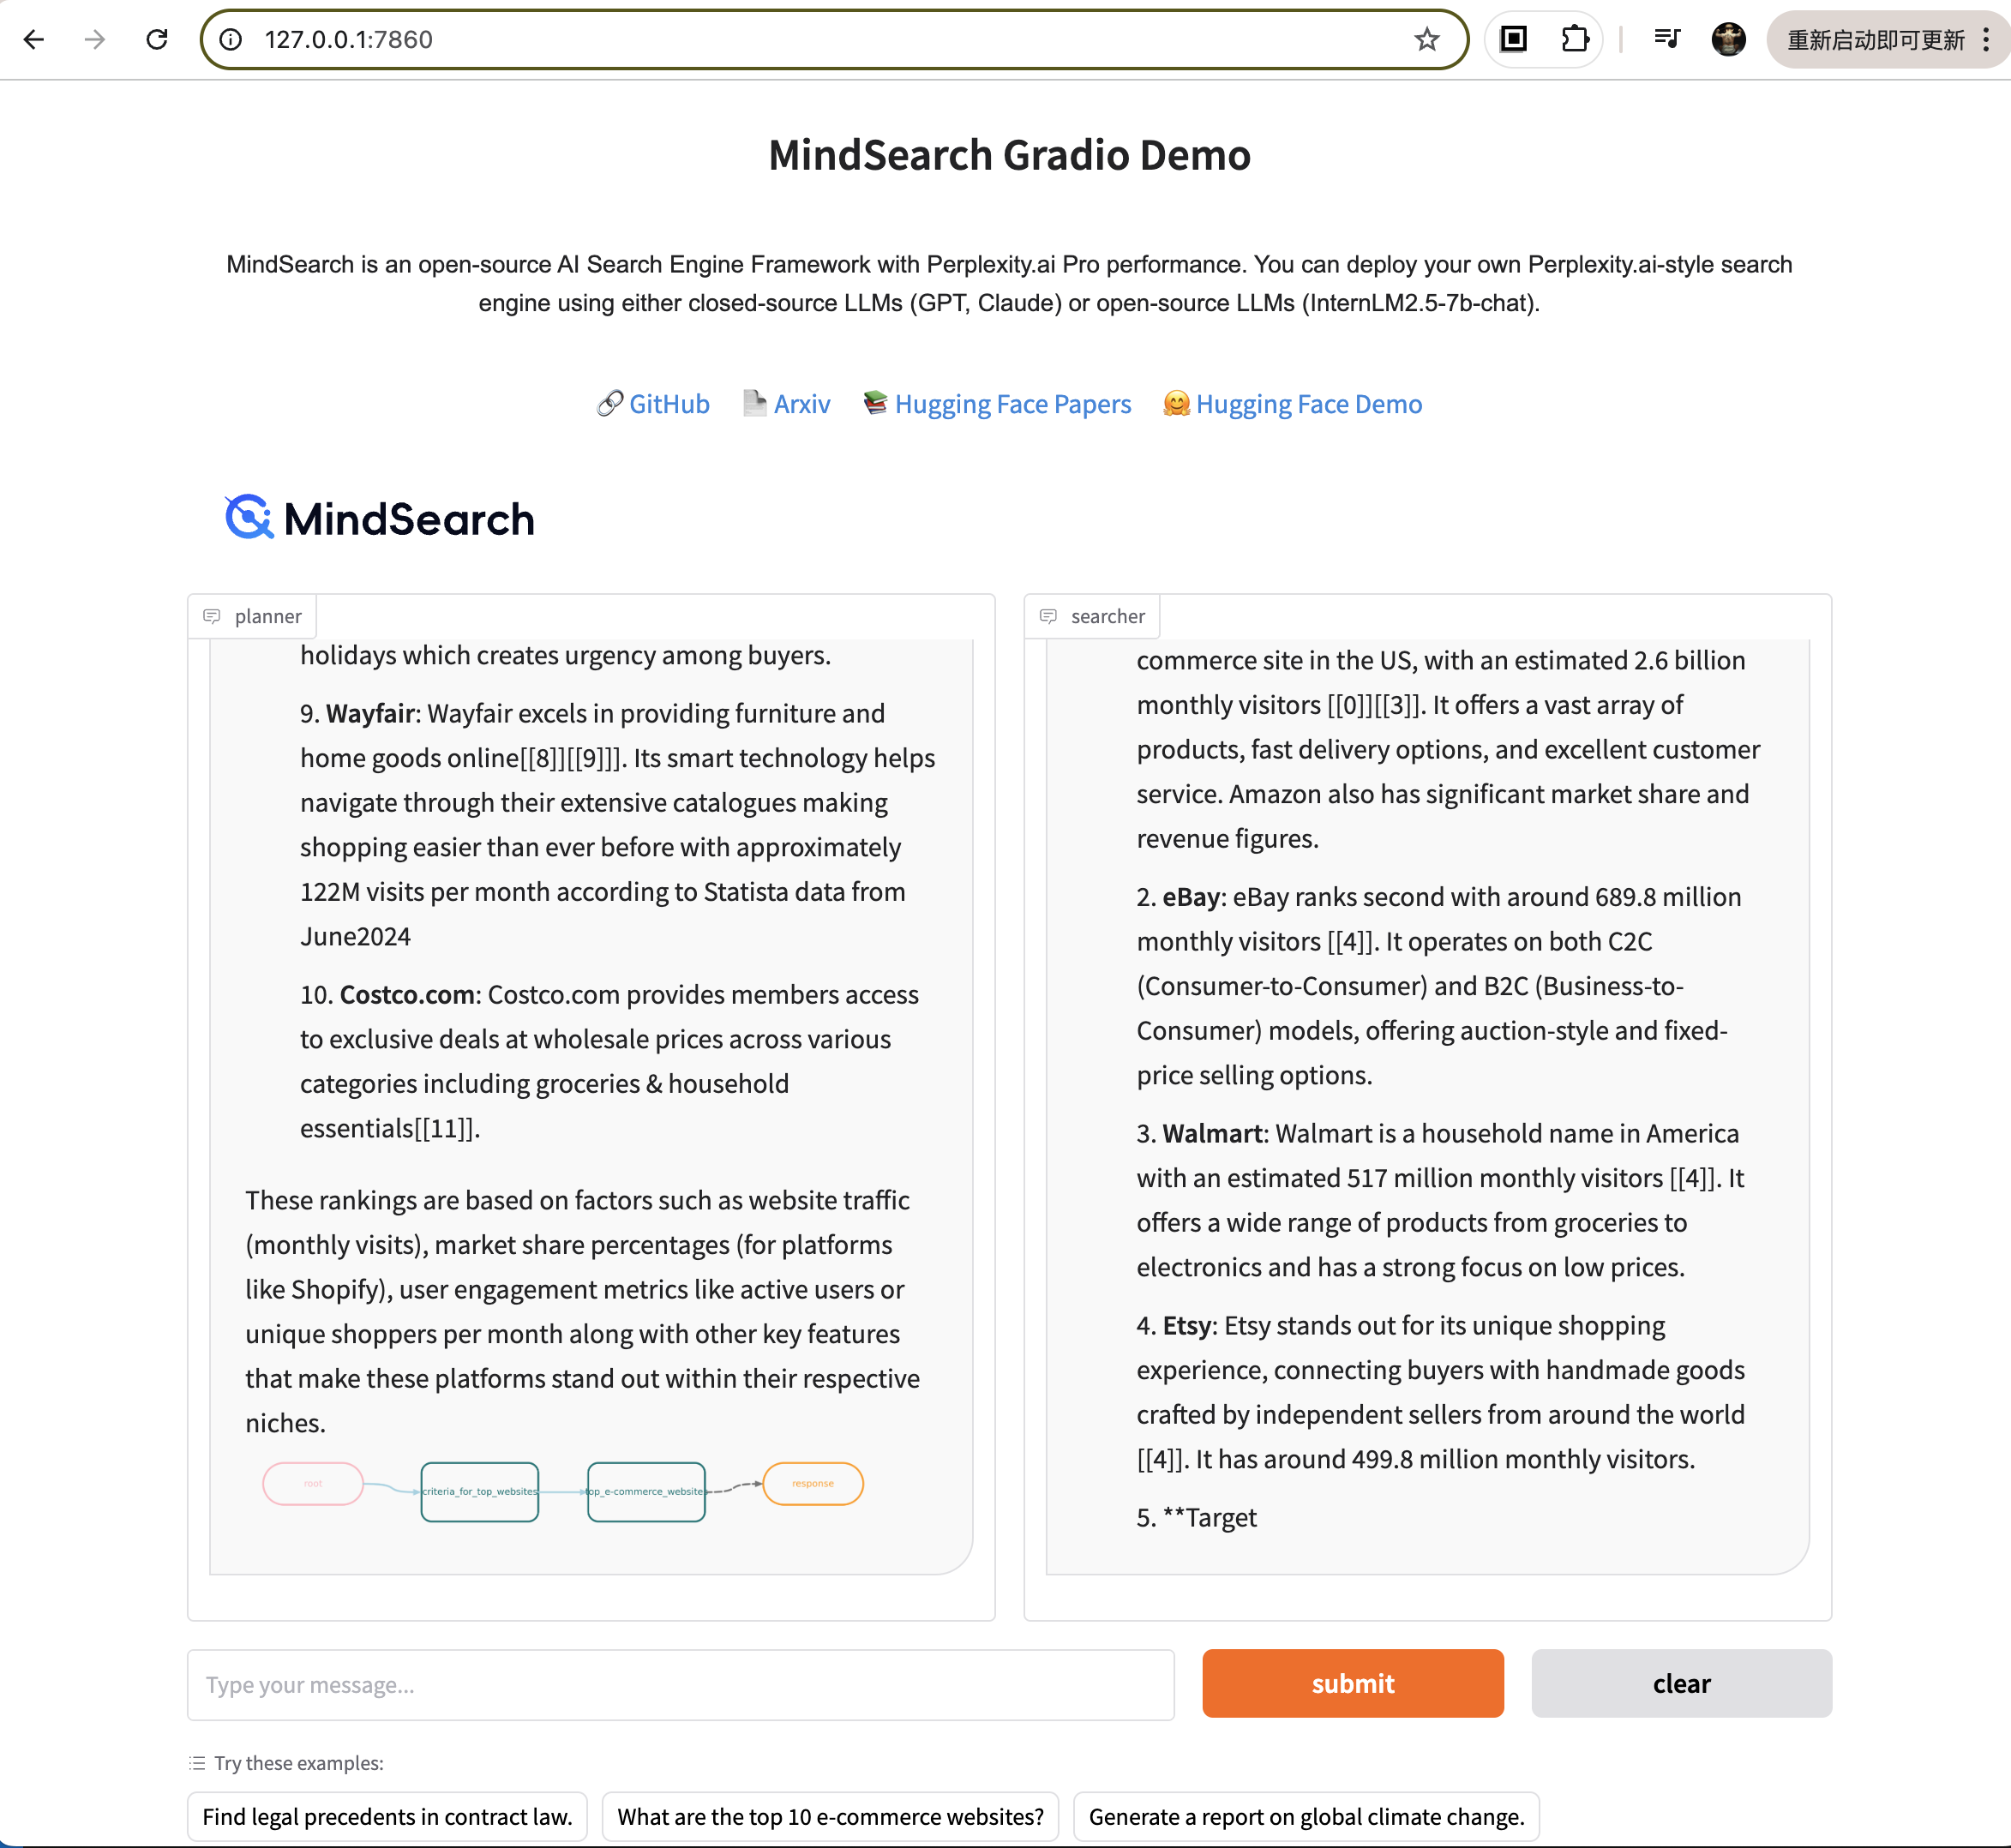 127.0.0.1:7860
重新启动即可更新
MindSearch Gradio Demo
MindSearch is an open-source AI Search Engine Framework with Perplexity.ai Pro performance. You can deploy your own Perplexity.ai-style search
engine using either closed-source LLMs (GPT, Claude) or open-source LLMs (InternLM2.5-7b-chat).
GitHub Arxiv Hugging Face Papers Hugging Face Demo
MindSearch
planner
holidays which creates urgency among buyers.
9. Wayfair: Wayfair excels in providing furniture and
home goods online[[8]][[9]]]. Its smart technology helps
navigate through their extensive catalogues making
shopping easier than ever before with approximately
122M visits per month according to Statista data from
June2024
10. Costco.com: Costco.com provides members access
to exclusive deals at wholesale prices across various
categories including groceries & household
essentials[[11]].
These rankings are based on factors such as website traffic
(monthly visits), market share percentages (for platforms
like Shopify), user engagement metrics like active users or
unique shoppers per month along with other key features
that make these platforms stand out within their respective
niches.
root
criteria_for_top_websites
top_e-commerce_websites
response
searcher
commerce site in the US, with an estimated 2.6 billion
monthly visitors [[0]][[3]]. It offers a vast array of
products, fast delivery options, and excellent customer
service. Amazon also has significant market share and
revenue figures.
2. eBay: eBay ranks second with around 689.8 million
monthly visitors [[4]]. It operates on both C2C
(Consumer-to-Consumer) and B2C (Business-to-
Consumer) models, offering auction-style and fixed-
price selling options.
3. Walmart: Walmart is a household name in America
with an estimated 517 million monthly visitors [[4]]. It
offers a wide range of products from groceries to
electronics and has a strong focus on low prices.
4. Etsy: Etsy stands out for its unique shopping
experience, connecting buyers with handmade goods
crafted by independent sellers from around the world
[[4]]. It has around 499.8 million monthly visitors.
5. **Target
Type your message...
submit
clear
Try these examples:
Find legal precedents in contract law.
What are the top 10 e-commerce websites?
Generate a report on global climate change.